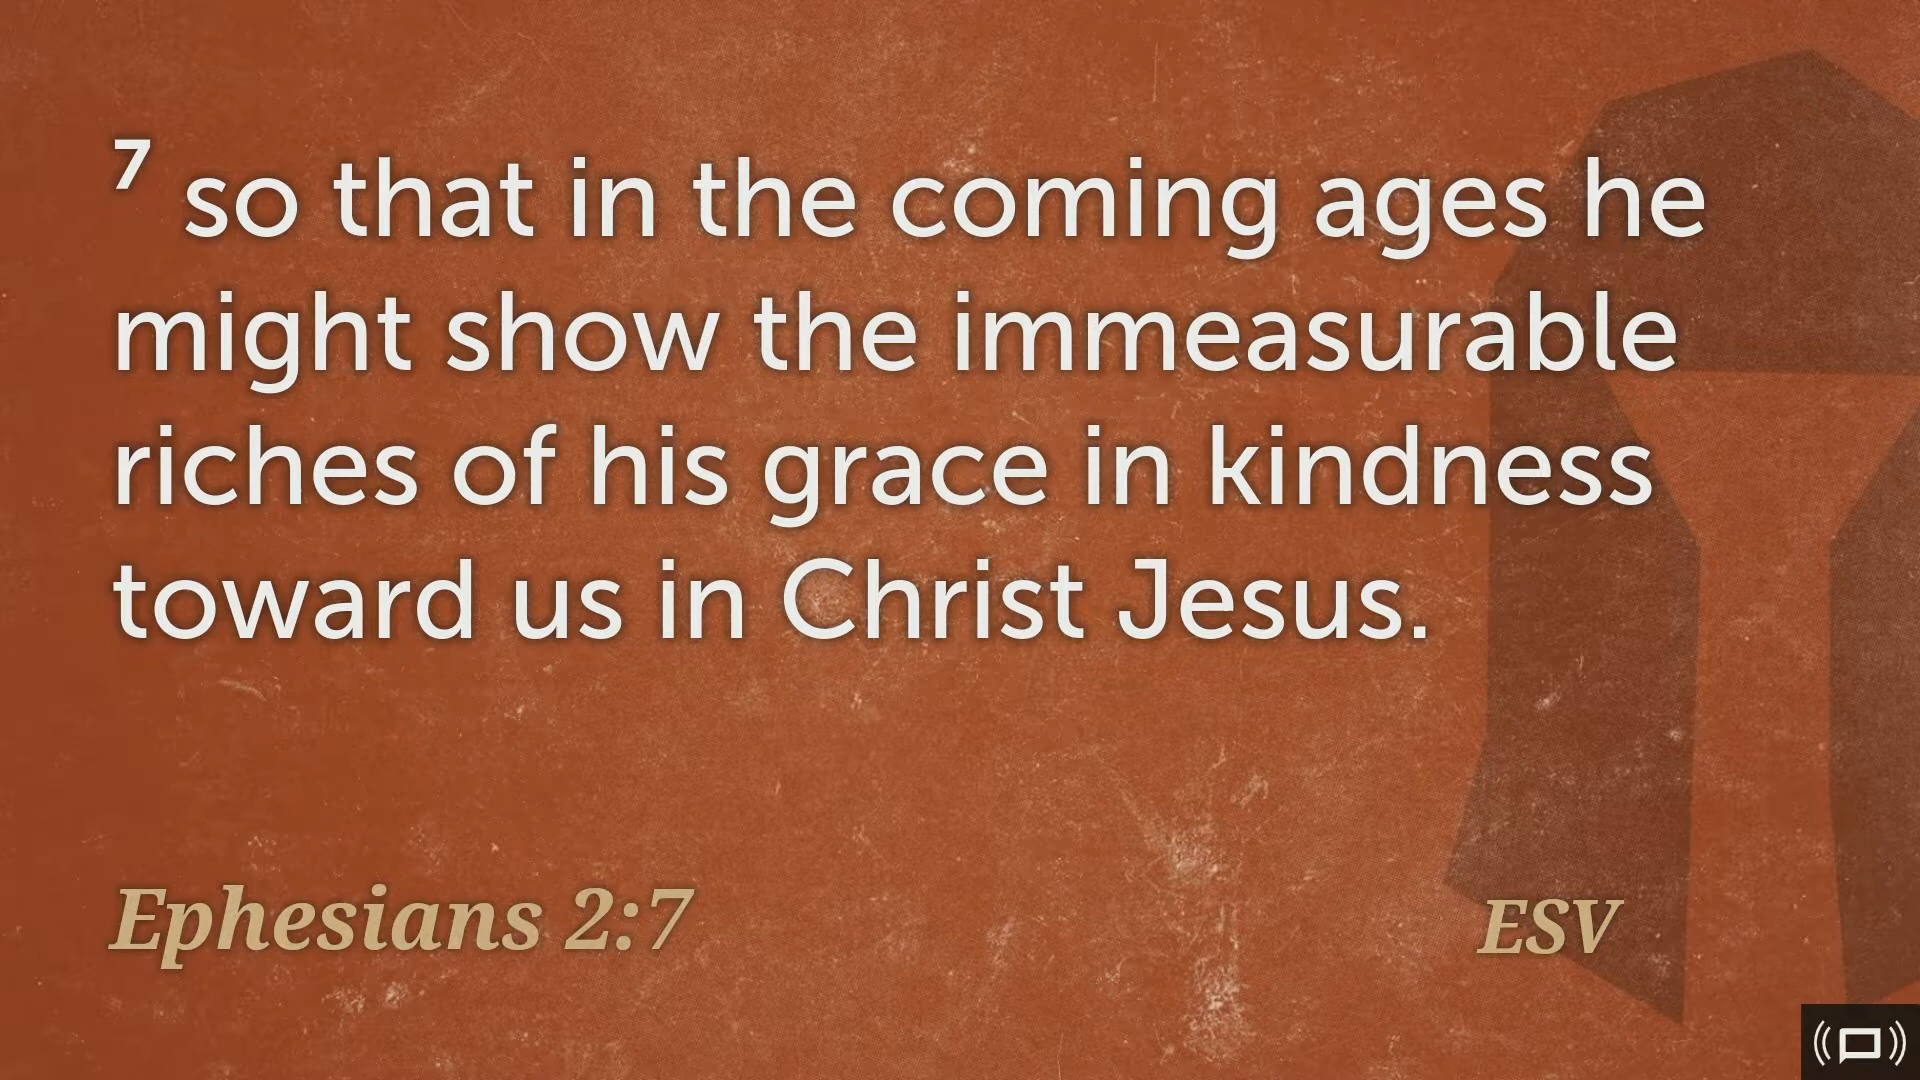 7 so that in the coming ages he
might show the immeasurable
riches of his grace in kindness
toward us in Christ Jesus.
Ephesians 2:7
ESV